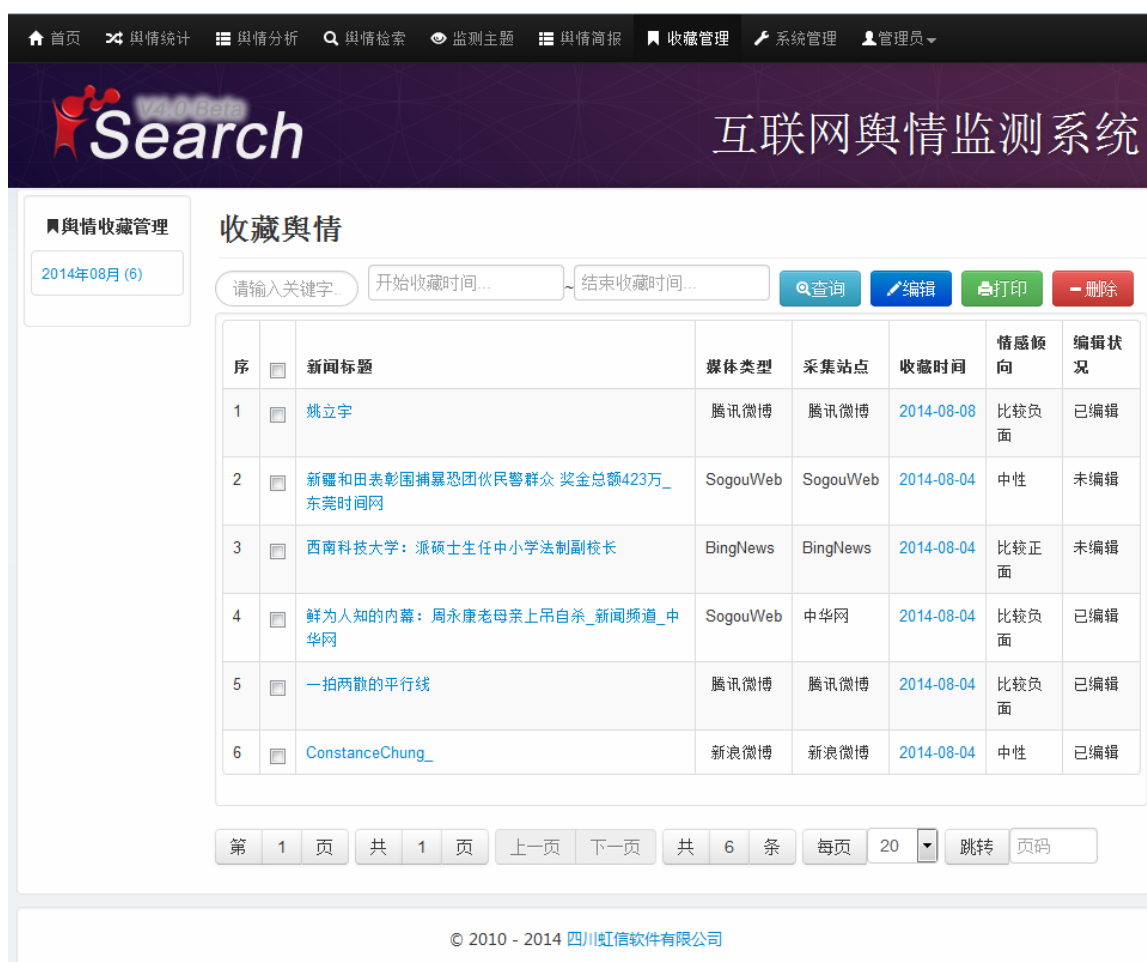 首页 舆情统计 舆情分析 舆情检索 监测主题 舆情简报 收藏管理 系统管理 管理员
V4.0 Beta
Search
互联网舆情监测系统
舆情收藏管理
2014年08月 (6)
收藏舆情
请输入关键字.. 开始收藏时间... ~ 结束收藏时间... 查询 编辑 打印 删除
序 新闻标题 媒体类型 采集站点 收藏时间 情感倾向 编辑状况
1 姚立宇 腾讯微博 腾讯微博 2014-08-08 比较负面 已编辑
2 新疆和田表彰围捕暴恐团伙民警群众 奖金总额423万_东莞时间网 SogouWeb SogouWeb 2014-08-04 中性 未编辑
3 西南科技大学：派硕士生任中小学法制副校长 BingNews BingNews 2014-08-04 比较正面 未编辑
4 鲜为人知的内幕：周永康老母亲上吊自杀_新闻频道_中华网 SogouWeb 中华网 2014-08-04 比较负面 已编辑
5 一拍两散的平行线 腾讯微博 腾讯微博 2014-08-04 比较负面 已编辑
6 ConstanceChung_ 新浪微博 新浪微博 2014-08-04 中性 已编辑
第 1 页 共 1 页 上一页 下一页 共 6 条 每页 20 跳转 页码
© 2010 - 2014 四川虹信软件有限公司